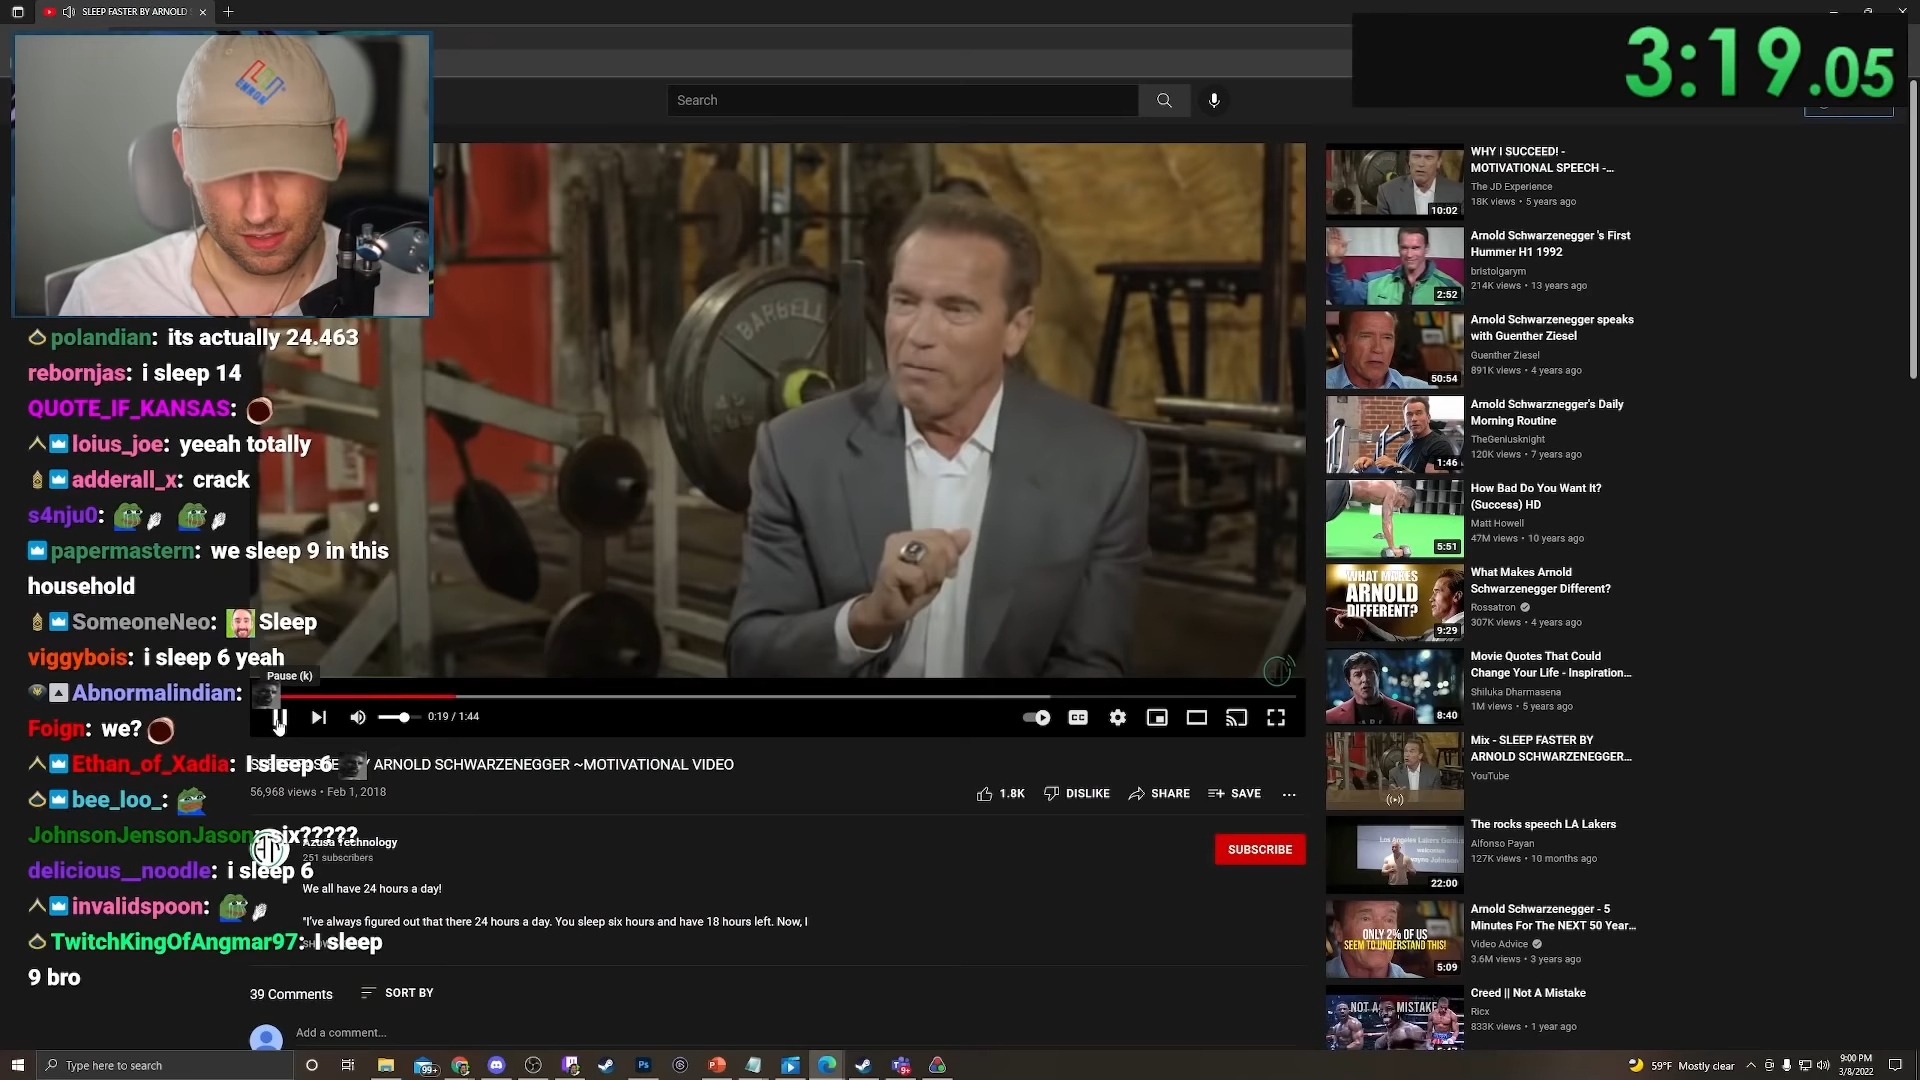 SLEEP FASTER BY ARNOLD
3:19.05
Search
BARBELL
polandian: its actually 24.463
rebornjas: i sleep 14
QUOTE_IF_KANSAS:
loius_joe: yeeah totally
adderall_x: crack
s4nju0:
papermastern: we sleep 9 in this
household
SomeoneNeo: Sleep
viggybois: i sleep 6 yeah
Abnormalindian:
Foign: we?
Ethan_of_Xadia: I sleep 6
bee_loo_:
JohnsonJensonJason: six?????
delicious__noodle: i sleep 6
invalidspoon:
TwitchKingOfAngmar97: I sleep
9 bro
Pause (k)
0:19 / 1:44
CC
ARNOLD SCHWARZENEGGER ~MOTIVATIONAL VIDEO
56,968 views • Feb 1, 2018
1.8K
DISLIKE
SHARE
SAVE
Azusa Technology
251 subscribers
SUBSCRIBE
We all have 24 hours a day!
"I've always figured out that there 24 hours a day. You sleep six hours and have 18 hours left. Now, I
39 Comments
SORT BY
Add a comment...
WHY I SUCCEED! -
MOTIVATIONAL SPEECH -...
The JD Experience
18K views • 5 years ago
10:02
Arnold Schwarzenegger 's First
Hummer H1 1992
bristolgarym
214K views • 13 years ago
2:52
Arnold Schwarzenegger speaks
with Guenther Ziesel
Guenther Ziesel
891K views • 4 years ago
50:54
Arnold Schwarznegger's Daily
Morning Routine
TheGeniusknight
120K views • 7 years ago
1:46
How Bad Do You Want It?
(Success) HD
Matt Howell
47M views • 10 years ago
5:51
WHAT MAKES
ARNOLD
DIFFERENT?
What Makes Arnold
Schwarzenegger Different?
Rossatron
307K views • 4 years ago
9:29
Movie Quotes That Could
Change Your Life - Inspiration...
Shiluka Dharmasena
1M views • 5 years ago
8:40
Mix - SLEEP FASTER BY
ARNOLD SCHWARZENEGGER...
YouTube
The rocks speech LA Lakers
Alfonso Payan
127K views • 10 months ago
22:00
ONLY 2% OF US
SEEM TO UNDERSTAND THIS!
Arnold Schwarzenegger - 5
Minutes For The NEXT 50 Year...
Video Advice
3.6M views • 3 years ago
5:09
NOT A MISTAKE
Creed || Not A Mistake
Ricx
833K views • 1 year ago
Type here to search
99+
Ps
9+
59°F Mostly clear
9:00 PM
3/8/2022